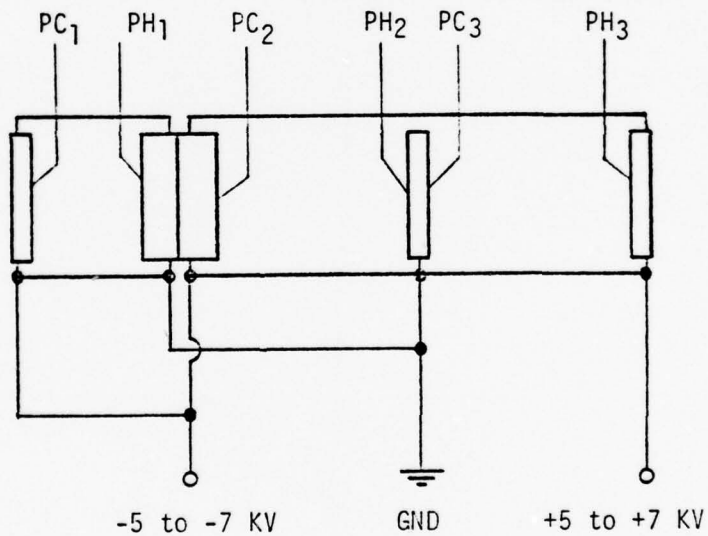 PC1 PH1 PC2 PH2 PC3 PH3
-5 to -7 KV GND +5 to +7 KV